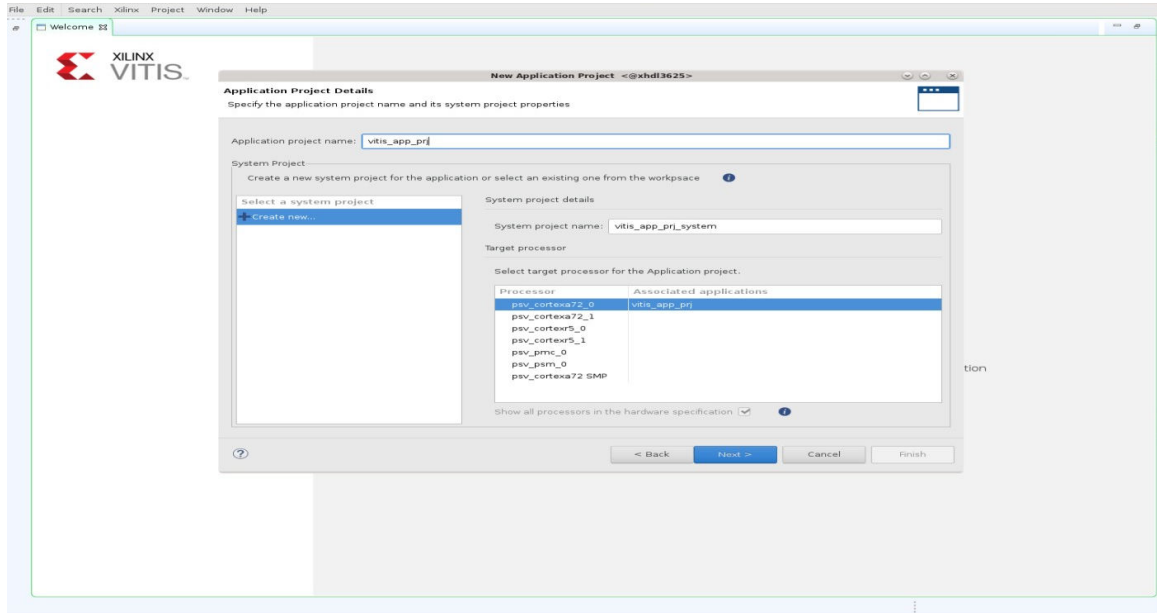 File Edit Search Xilinx Project Window Help
Welcome
XILINX
VITIS
New Application Project <@xhdl3625>
Application Project Details
Specify the application project name and its system project properties
Application project name: vitis_app_prj
System Project
Create a new system project for the application or select an existing one from the workpsace
Select a system project
Create new...
System project details
System project name: vitis_app_prj_system
Target processor
Select target processor for the Application project.
Processor Associated applications
psv_cortexa72_0 vitis_app_prj
psv_cortexa72_1
psv_cortexr5_0
psv_cortexr5_1
psv_pmc_0
psv_psm_0
psv_cortexa72 SMP
tion
Show all processors in the hardware specification
< Back Next > Cancel Finish